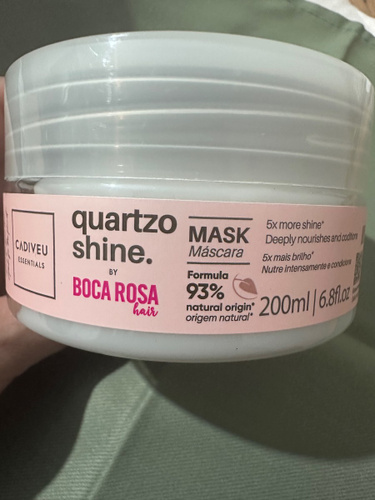 CADIVEU
ESSENTIALS
quartzo
shine.
BY
BOCA ROSA
hair
MASK
Máscara
Formula
93%
natural origin*
origem natural*
5x more shine*
Deeply nourishes and conditions
5x mais brilho*
Nutre intensamente e condiciona
200ml | 6.8fl.oz